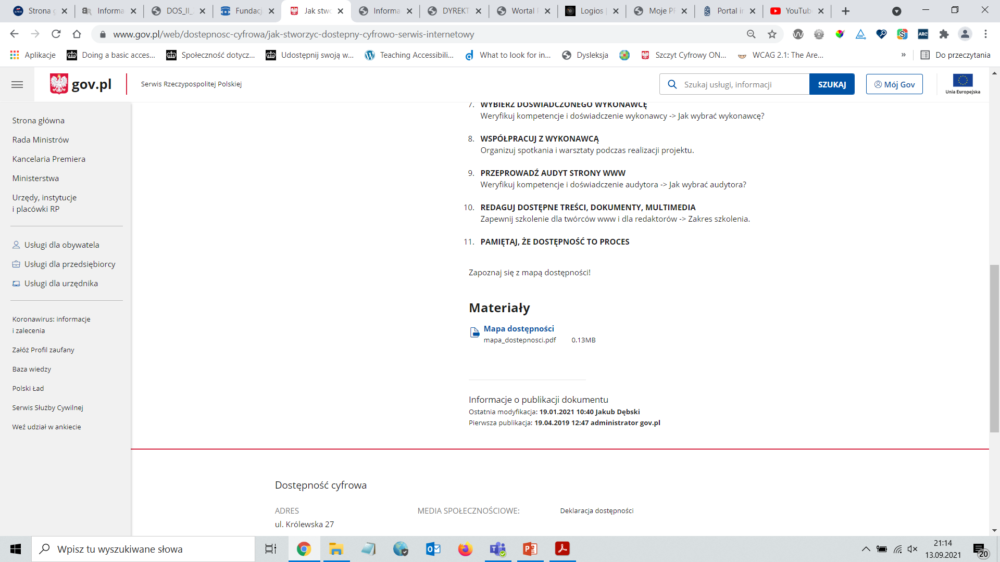 Strona g
Informa
DOS_II_
Fundacj
Jak stwo
Informa
DYREKT
Wortal
Logios
Moje PF
Portal in
YouTub
www.gov.pl/web/dostepnosc-cyfrowa/jak-stworzyc-dostepny-cyfrowo-serwis-internetowy
Aplikacje
Doing a basic acces...
Społeczność dotycz...
Udostępnij swoją w...
Teaching Accessibili...
What to look for in...
Dysleksja
Szczyt Cyfrowy ON...
WCAG 2.1: The Are...
»
Do przeczytania
gov.pl
Serwis Rzeczypospolitej Polskiej
Szukaj usługi, informacji
SZUKAJ
Mój Gov
Unia Europejska
Strona główna
Rada Ministrów
Kancelaria Premiera
Ministerstwa
Urzędy, instytucje
i placówki RP
Usługi dla obywatela
Usługi dla przedsiębiorcy
Usługi dla urzędnika
Koronawirus: informacje
i zalecenia
Załóż Profil zaufany
Baza wiedzy
Polski Ład
Serwis Służby Cywilnej
Weź udział w ankiecie
7. WYBIERZ DOŚWIADCZONEGO WYKONAWCĘ
Weryfikuj kompetencje i doświadczenie wykonawcy -> Jak wybrać wykonawcę?
8. WSPÓŁPRACUJ Z WYKONAWCĄ
Organizuj spotkania i warsztaty podczas realizacji projektu.
9. PRZEPROWADŹ AUDYT STRONY WWW
Weryfikuj kompetencje i doświadczenie audytora -> Jak wybrać audytora?
10. REDAGUJ DOSTĘPNE TREŚCI, DOKUMENTY, MULTIMEDIA
Zapewnij szkolenie dla twórców www i dla redaktorów -> Zakres szkolenia.
11. PAMIĘTAJ, ŻE DOSTĘPNOŚĆ TO PROCES
Zapoznaj się z mapą dostępności!
Materiały
Mapa dostępności
mapa_dostepnosci.pdf 0.13MB
Informacje o publikacji dokumentu
Ostatnia modyfikacja: 19.01.2021 10:40 Jakub Dębski
Pierwsza publikacja: 19.04.2019 12:47 administrator gov.pl
Dostępność cyfrowa
ADRES
ul. Królewska 27
MEDIA SPOŁECZNOŚCIOWE:
Deklaracja dostępności
Wpisz tu wyszukiwane słowa
21:14
13.09.2021
20